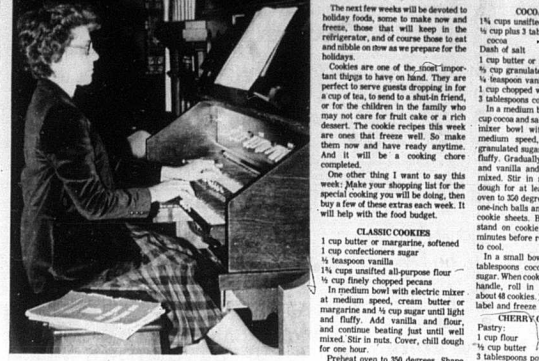 The next few weeks will be devoted to
holiday foods, some to make now and
freeze, those that will keep in the
refrigerator, and of course those to eat
and nibble on now as we prepare for the
holidays.
Cookies are one of the most impor-
tant things to have on hand. They are
perfect to serve guests dropping in for
a cup of tea, to send to a shut-in friend,
or for the children in the family who
may not care for fruit cake or a rich
dessert. The cookie recipes this week
are ones that freeze well. So make
them now and have ready anytime.
And it will be a cooking chore
completed.
One other thing I want to say this
week: Make your shopping list for the
special cooking you will be doing, then
buy a few of these extras each week. It
will help with the food budget.
CLASSIC COOKIES
1 cup butter or margarine, softened
1 cup confectioners sugar
½ teaspoon vanilla
1¾ cups unsifted all-purpose flour
½ cup finely chopped pecans
In medium bowl with electric mixer
at medium speed, cream butter or
margarine and ½ cup sugar until light
and fluffy. Add vanilla and flour,
and continue beating just until well
mixed. Stir in nuts. Cover, chill dough
for one hour.
Preheat oven to 350 degrees. Shape
COCO
1¾ cups unsifte
cup plus 3 tab
cocoa
Dash of salt
1 cup butter or
cup granulate
teaspoon van
1 cup chopped w
3 tablespoons co
In a medium b
cup cocoa and sa
mixer bowl wit
medium speed,
granulated suga
fluffy. Gradually
and vanilla and
mixed. Stir in
dough for at lea
oven to 350 degre
one-inch balls an
cookie sheets. B
stand on cookie
minutes before r
to cool.
In a small bow
tablespoons coco
sugar. When cook
handle, roll in
about 48 cookies.
label and freeze
CHERRY
Pastry:
1 cup flour
½ cup butter
2 tablespoons po